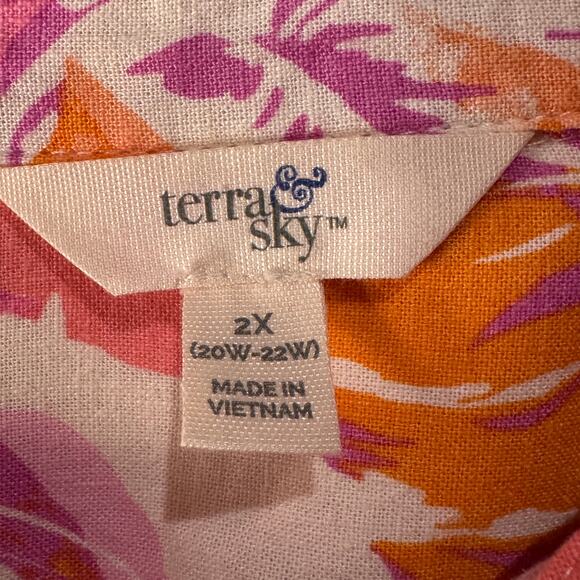 terra &
sky™
2X
(20W-22W)
MADE IN
VIETNAM